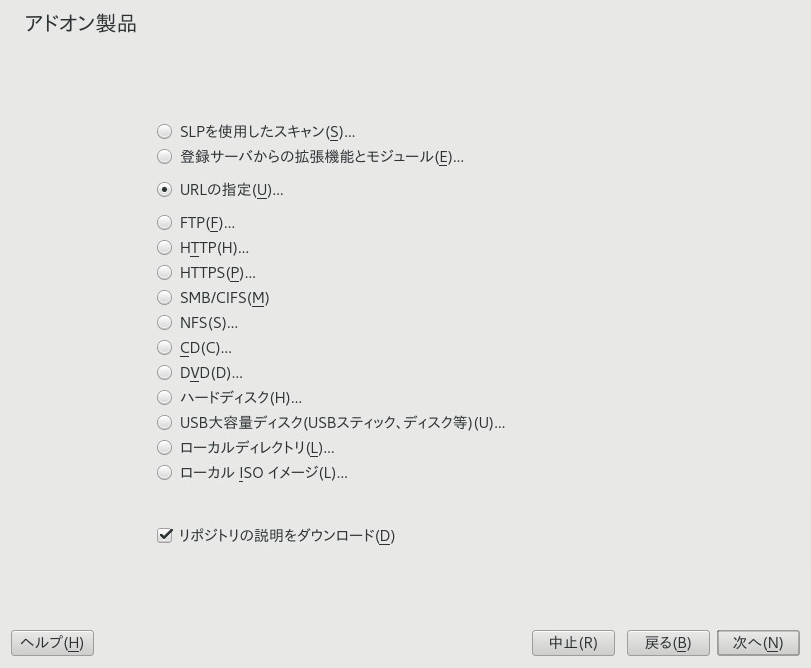 アドオン製品
SLPを使用したスキャン(S)...
登録サーバからの拡張機能とモジュール(E)...
URLの指定(U)...
FTP(F)...
HTTP(H)...
HTTPS(P)...
SMB/CIFS(M)
NFS(S)...
CD(C)...
DVD(D)...
ハードディスク(H)...
USB大容量ディスク(USBスティック、ディスク等)(U)...
ローカルディレクトリ(L)...
ローカル ISO イメージ(L)...
リポジトリの説明をダウンロード(D)
ヘルプ(H) 中止(R) 戻る(B) 次へ(N)